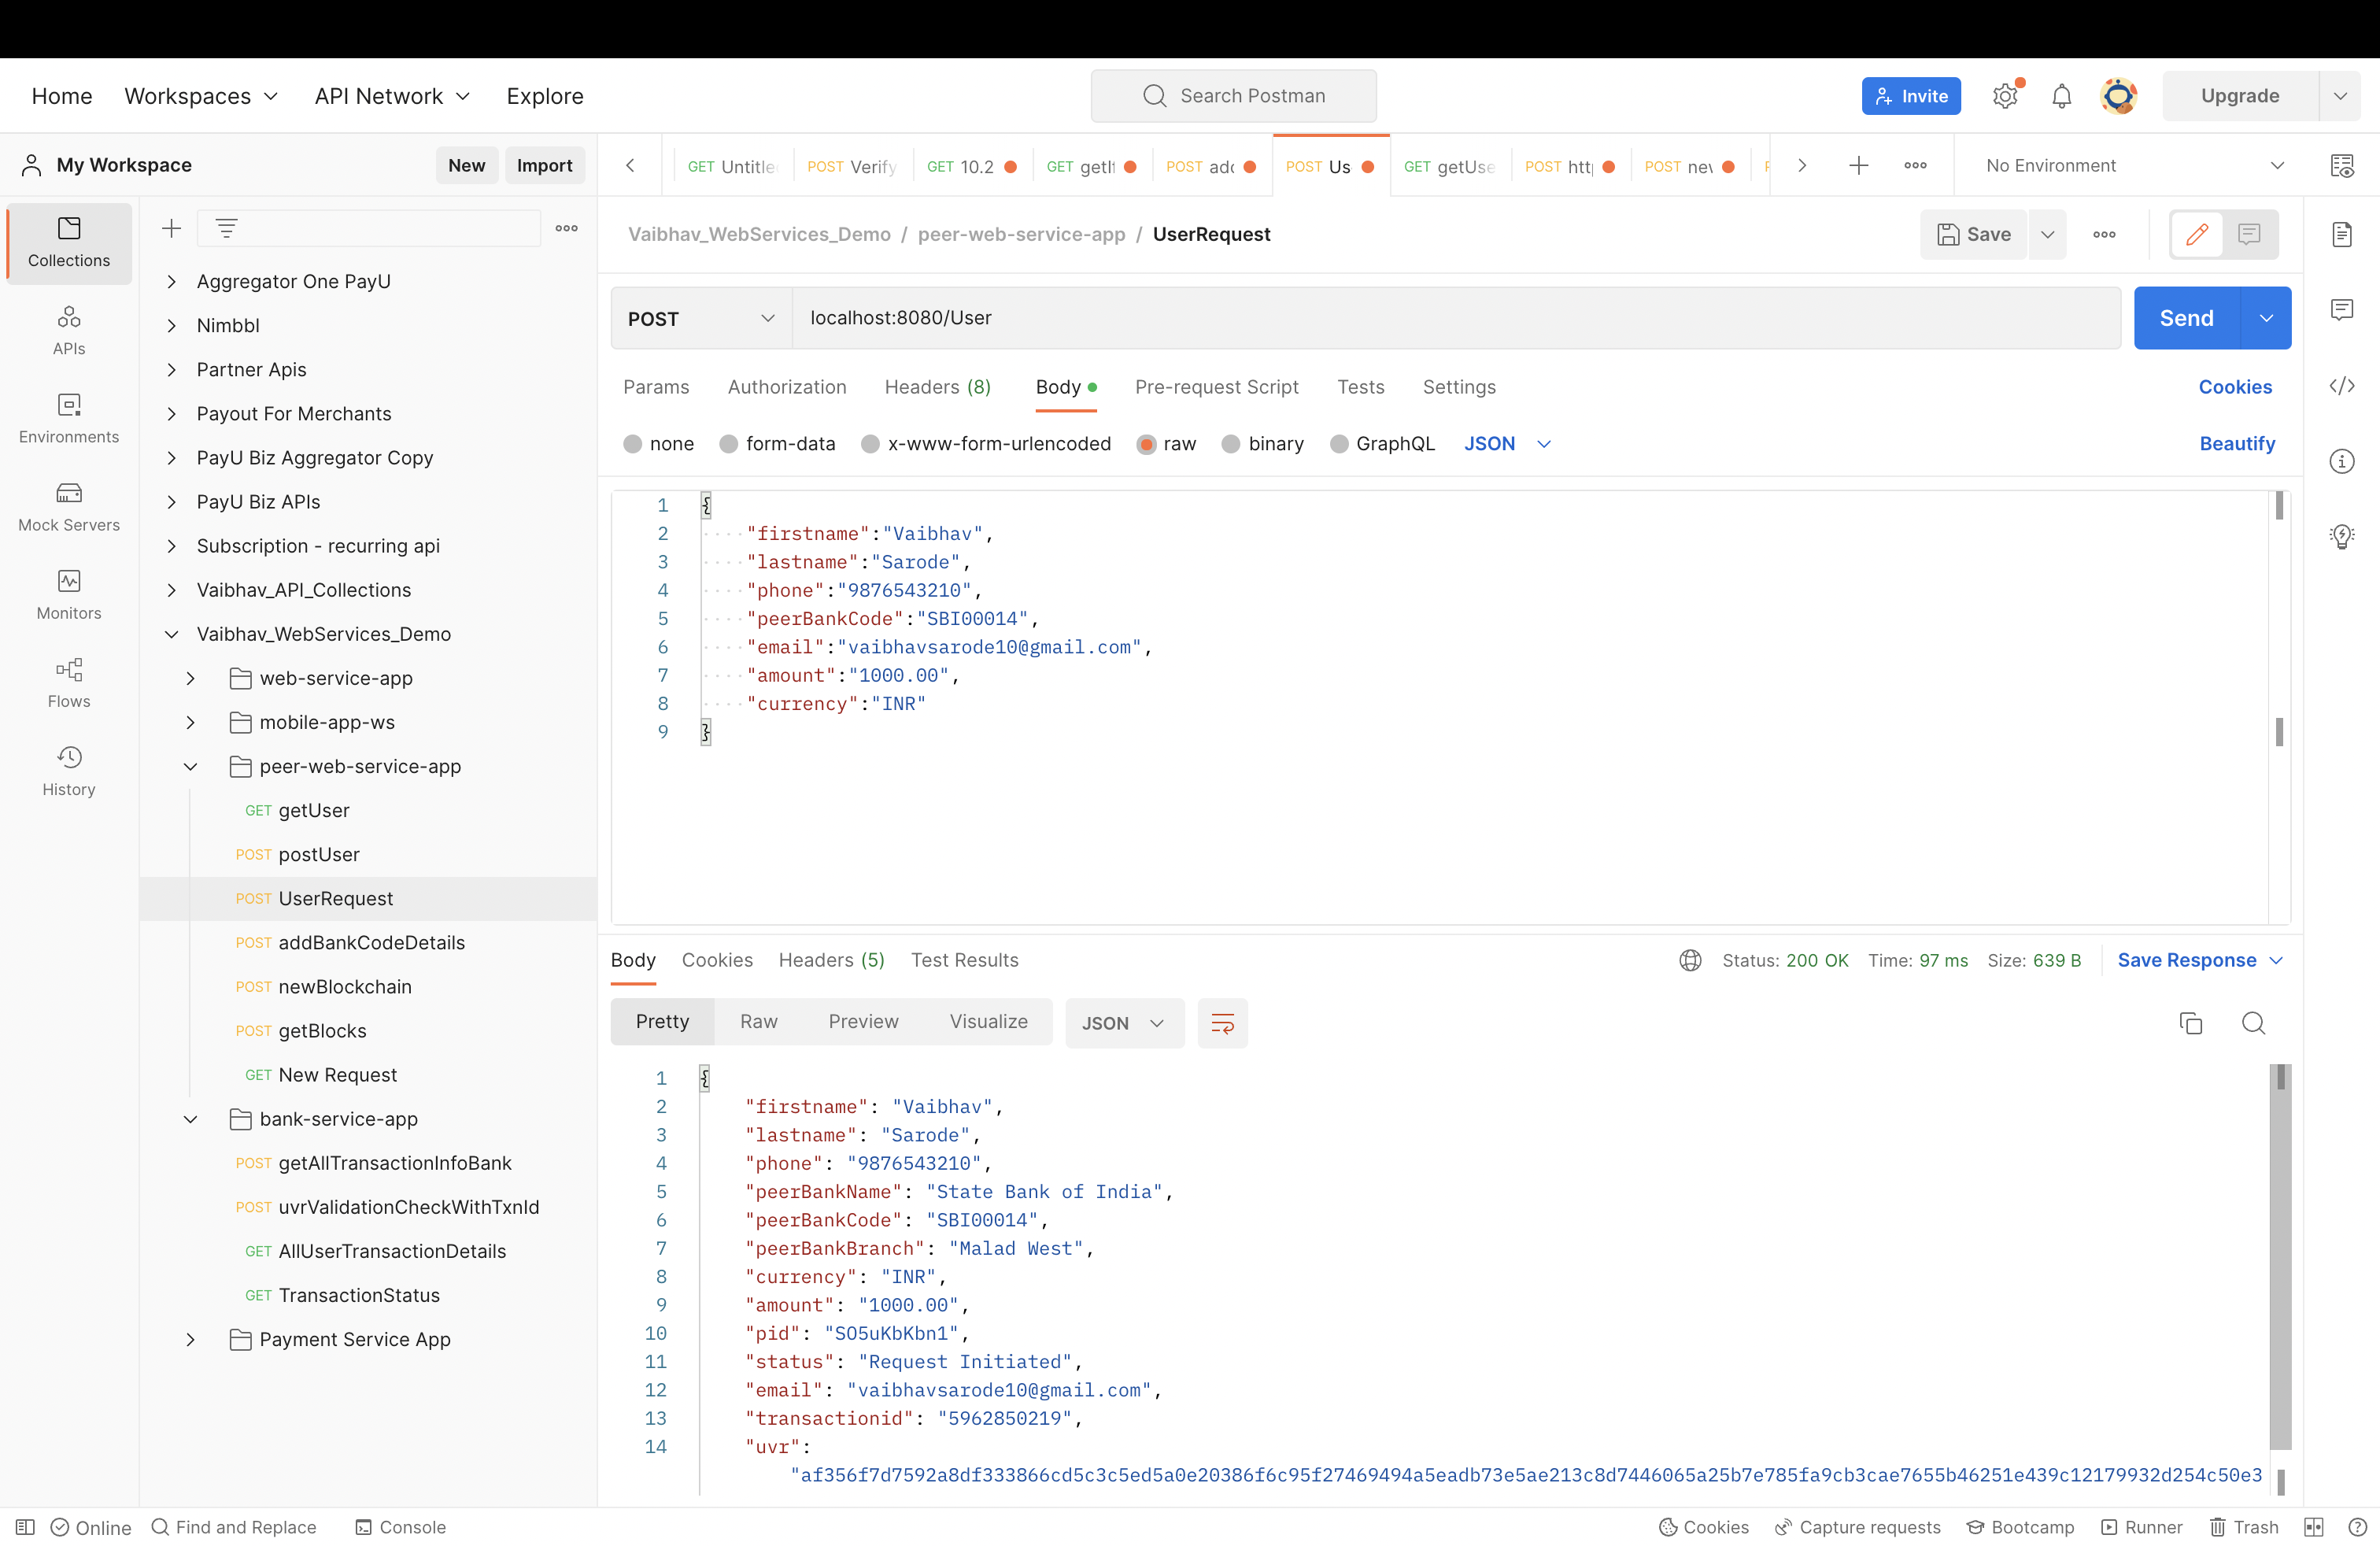 Home Workspaces API Network Explore Search Postman Invite Upgrade
My Workspace New Import GET Untitle POST Verify GET 10.2 GET getI POST add POST Us GET getUse POST htt POST nev No Environment
Vaibhav_WebServices_Demo / peer-web-service-app / UserRequest Save
Collections
APIs
Environments
Mock Servers
Monitors
Flows
History
Aggregator One PayU
Nimbbl
Partner Apis
Payout For Merchants
PayU Biz Aggregator Copy
PayU Biz APIs
Subscription - recurring api
Vaibhav_API_Collections
Vaibhav_WebServices_Demo
web-service-app
mobile-app-ws
peer-web-service-app
GET getUser
POST postUser
POST UserRequest
POST addBankCodeDetails
POST newBlockchain
POST getBlocks
GET New Request
bank-service-app
POST getAllTransactionInfoBank
POST uvrValidationCheckWithTxnId
GET AllUserTransactionDetails
GET TransactionStatus
Payment Service App
POST localhost:8080/User Send
Params Authorization Headers (8) Body Pre-request Script Tests Settings Cookies
none form-data x-www-form-urlencoded raw binary GraphQL JSON Beautify
1 {
2 "firstname":"Vaibhav",
3 "lastname":"Sarode",
4 "phone":"9876543210",
5 "peerBankCode":"SBI00014",
6 "email":"vaibhavsarode10@gmail.com",
7 "amount":"1000.00",
8 "currency":"INR"
9 }
Body Cookies Headers (5) Test Results Status: 200 OK Time: 97 ms Size: 639 B Save Response
Pretty Raw Preview Visualize JSON
1 {
2 "firstname": "Vaibhav",
3 "lastname": "Sarode",
4 "phone": "9876543210",
5 "peerBankName": "State Bank of India",
6 "peerBankCode": "SBI00014",
7 "peerBankBranch": "Malad West",
8 "currency": "INR",
9 "amount": "1000.00",
10 "pid": "SO5uKbKbn1",
11 "status": "Request Initiated",
12 "email": "vaibhavsarode10@gmail.com",
13 "transactionid": "5962850219",
14 "uvr":
"af356f7d7592a8df333866cd5c3c5ed5a0e20386f6c95f27469494a5eadb73e5ae213c8d7446065a25b7e785fa9cb3cae7655b46251e439c12179932d254c50e3
Online Find and Replace Console Cookies Capture requests Bootcamp Runner Trash